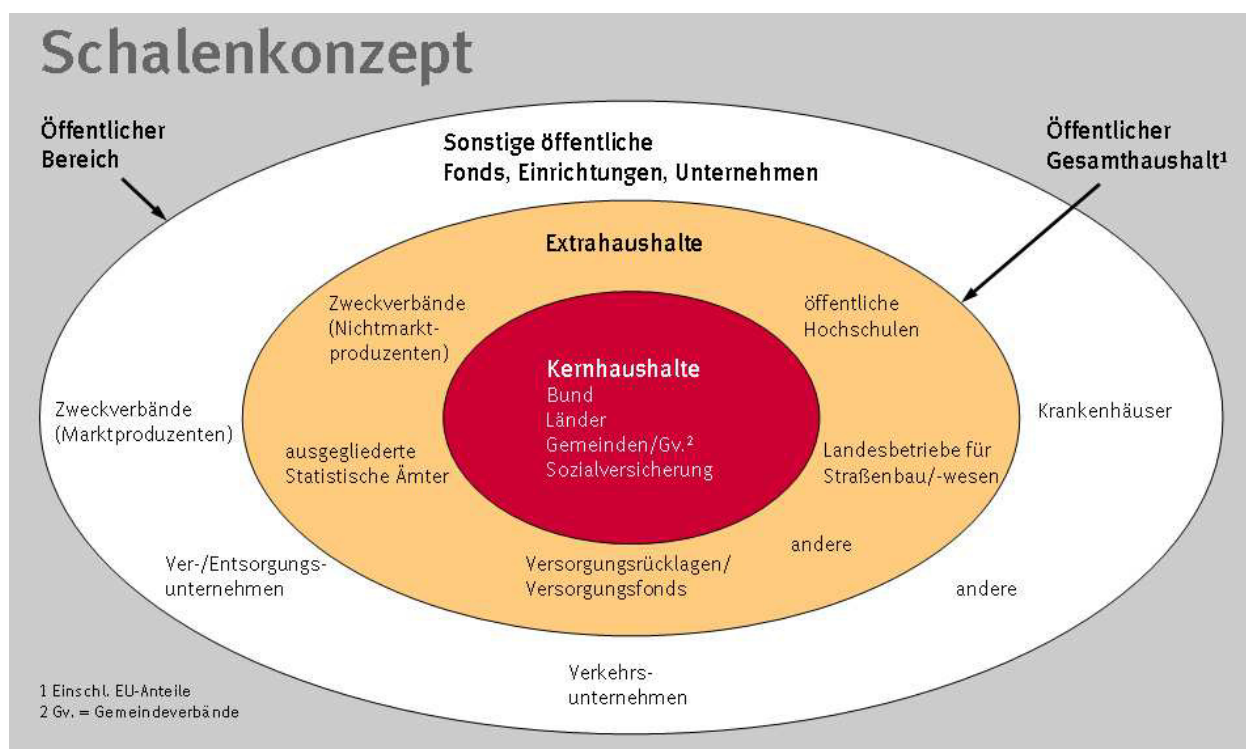 Schalenkonzept
Öffentlicher
Bereich
Sonstige öffentliche
Fonds, Einrichtungen, Unternehmen
Öffentlicher
Gesamthaushalt¹
Extrahaushalte
Zweckverbände
(Nichtmarkt-
produzenten)
öffentliche
Hochschulen
Kernhaushalte
Bund
Länder
Gemeinden/Gv.²
Sozialversicherung
Zweckverbände
(Marktproduzenten)
Krankenhäuser
ausgegliederte
Statistische Ämter
Landesbetriebe für
Straßenbau/-wesen
Ver-/Entsorgungs-
unternehmen
Versorgungsrücklagen/
Versorgungsfonds
andere
andere
Verkehrs-
unternehmen
1 Einschl. EU-Anteile
2 Gv. = Gemeindeverbände